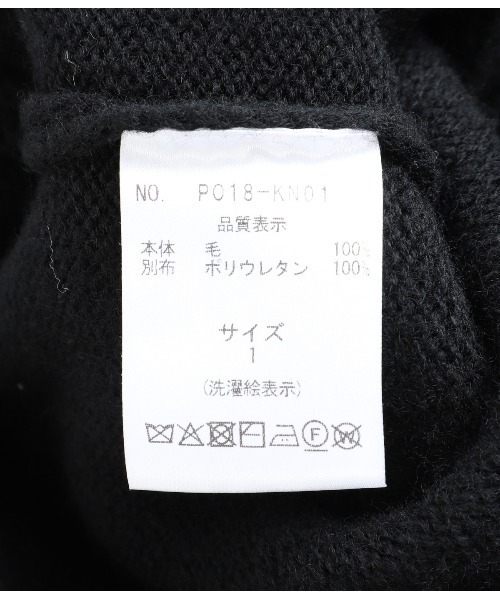 NO. PO18-KN01
品質表示
本体 毛 100%
別布 ポリウレタン 100%
サイズ
1
(洗濯絵表示)
F W